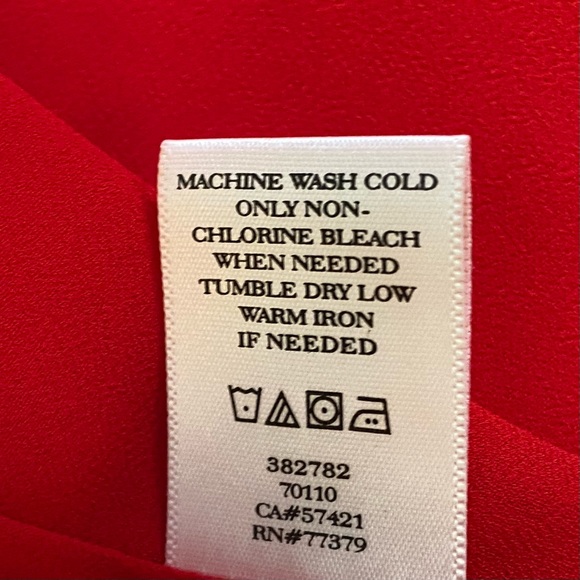 MACHINE WASH COLD
ONLY NON-
CHLORINE BLEACH
WHEN NEEDED
TUMBLE DRY LOW
WARM IRON
IF NEEDED
382782
70110
CA#57421
RN#77379